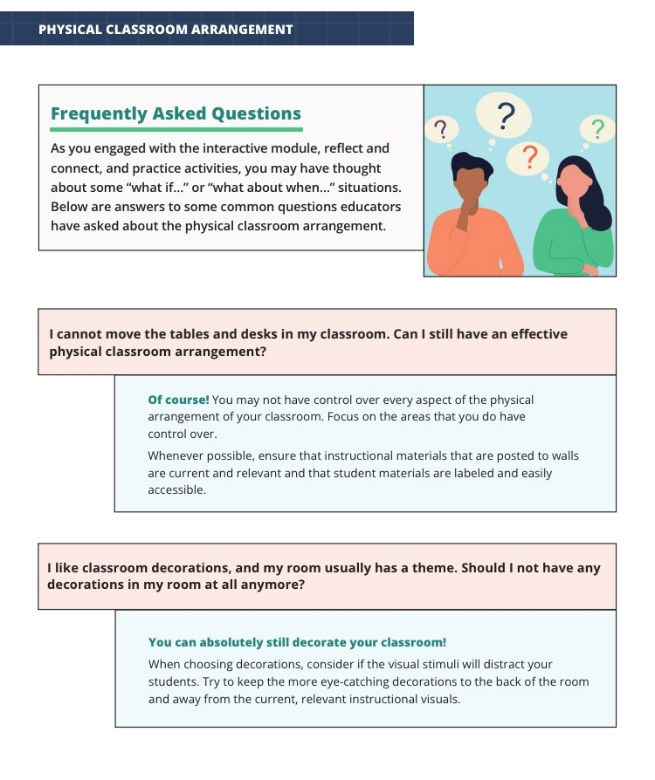 PHYSICAL CLASSROOM ARRANGEMENT
Frequently Asked Questions
As you engaged with the interactive module, reflect and
connect, and practice activities, you may have thought
about some “what if...” or “what about when...” situations.
Below are answers to some common questions educators
have asked about the physical classroom arrangement.
?
?
?
?
I cannot move the tables and desks in my classroom. Can I still have an effective
physical classroom arrangement?
Of course! You may not have control over every aspect of the physical
arrangement of your classroom. Focus on the areas that you do have
control over.
Whenever possible, ensure that instructional materials that are posted to walls
are current and relevant and that student materials are labeled and easily
accessible.
I like classroom decorations, and my room usually has a theme. Should I not have any
decorations in my room at all anymore?
You can absolutely still decorate your classroom!
When choosing decorations, consider if the visual stimuli will distract your
students. Try to keep the more eye-catching decorations to the back of the room
and away from the current, relevant instructional visuals.